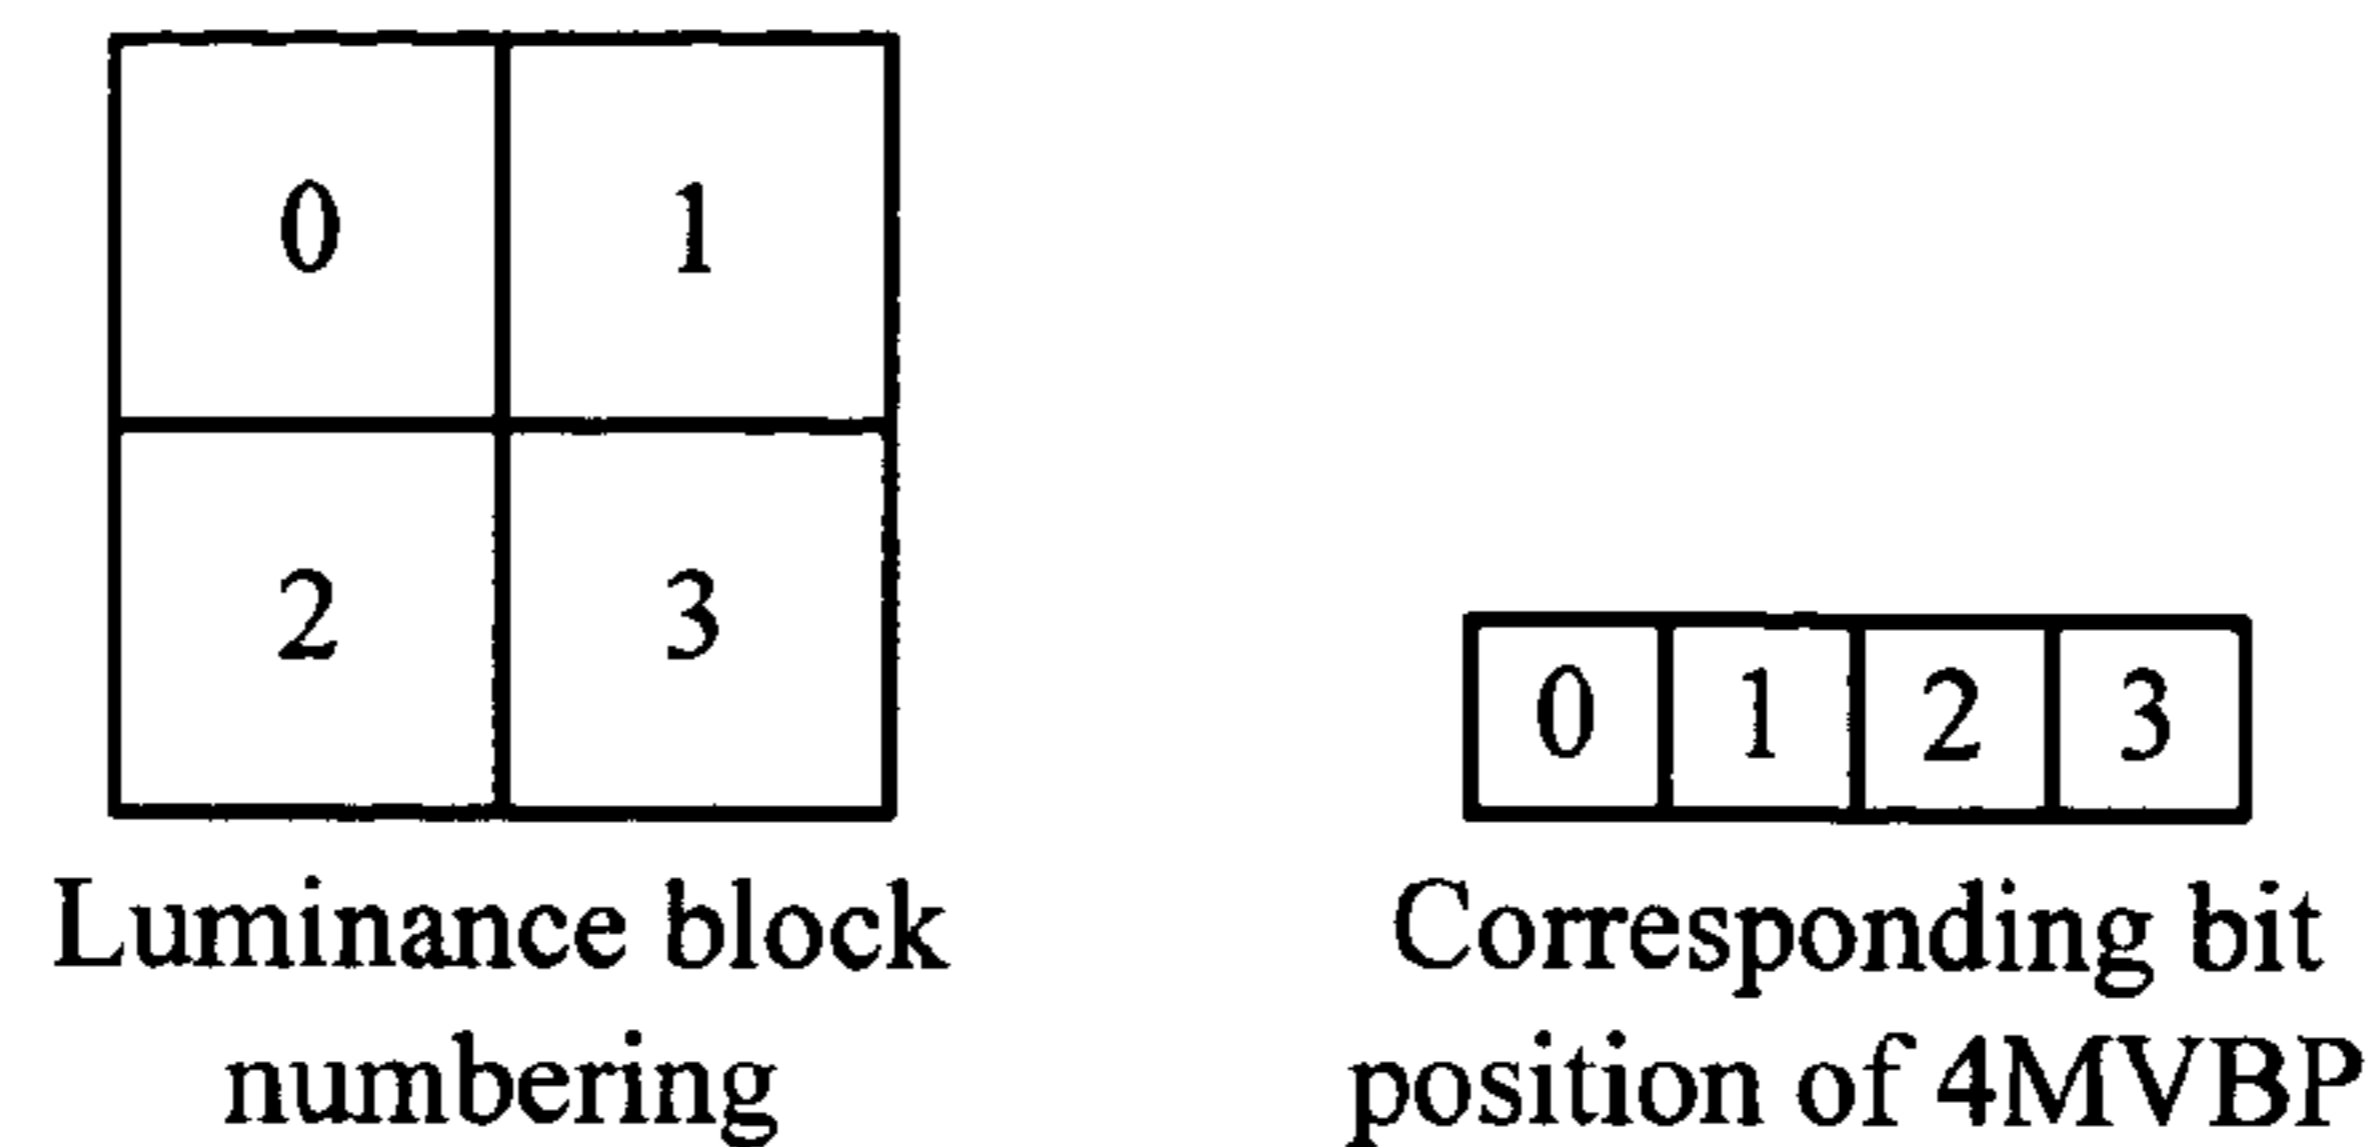 0 1
2 3
0 1 2 3
Luminance block
numbering
Corresponding bit
position of 4MVBP